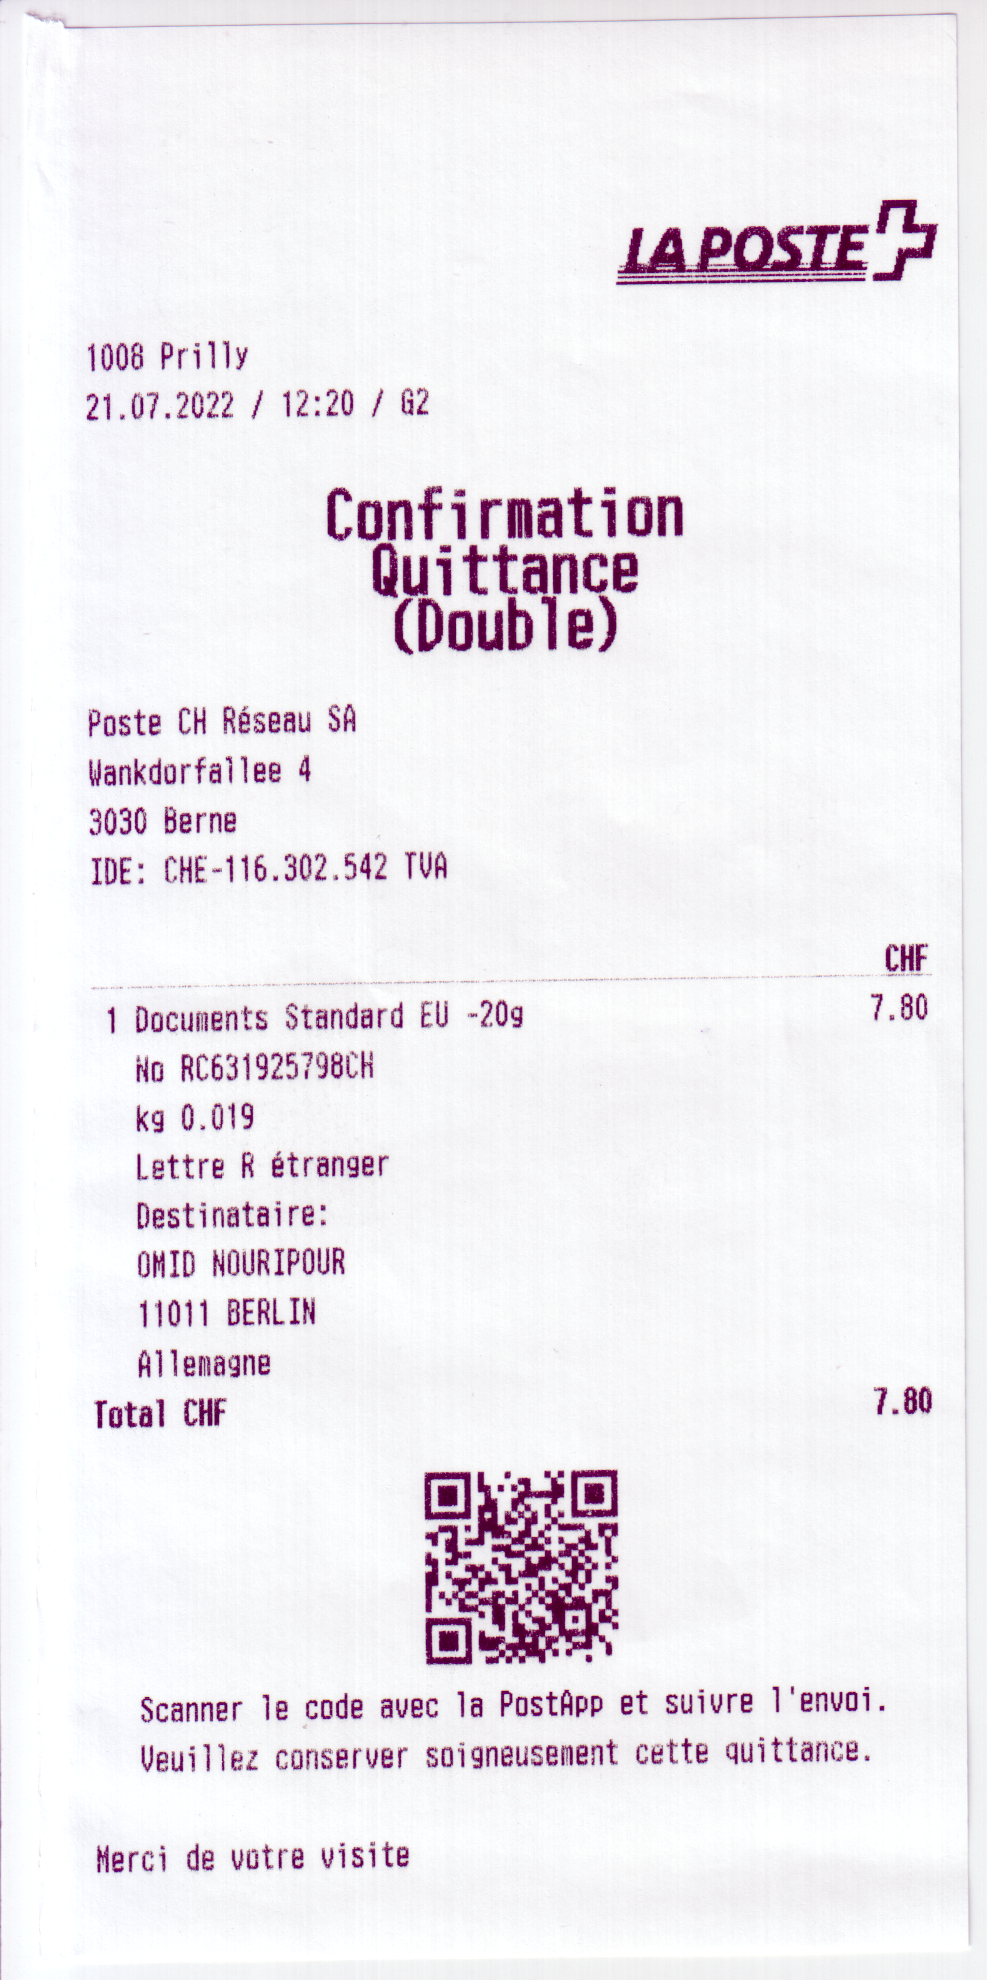 LA POSTE
1008 Prilly
21.07.2022 / 12:20 / G2
Confirmation
Quittance
(Double)
Poste CH Réseau SA
Wankdorfallee 4
3030 Berne
IDE: CHE-116.302.542 TVA
CHF
1 Documents Standard EU -20g 7.80
No RC631925798CH
kg 0.019
Lettre R étranger
Destinataire:
OMID NOURIPOUR
11011 BERLIN
Allemagne
Total CHF 7.80
Scanner le code avec la PostApp et suivre l'envoi.
Veuillez conserver soigneusement cette quittance.
Merci de votre visite